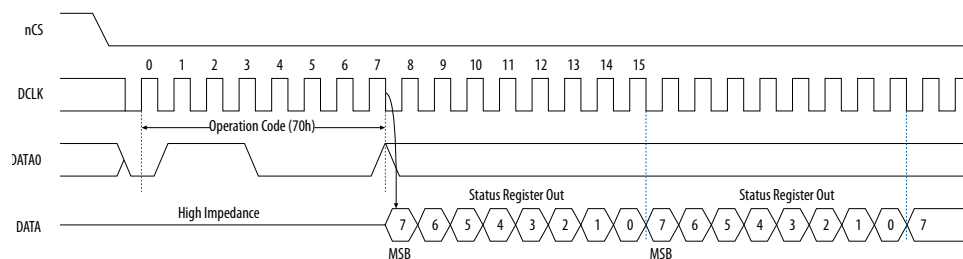 nCS
0 1 2 3 4 5 6 7 8 9 10 11 12 13 14 15
DCLK
Operation Code (70h)
DATA0
Status Register Out Status Register Out
High Impedance
DATA 7 6 5 4 3 2 1 0 7 6 5 4 3 2 1 0 7
MSB MSB